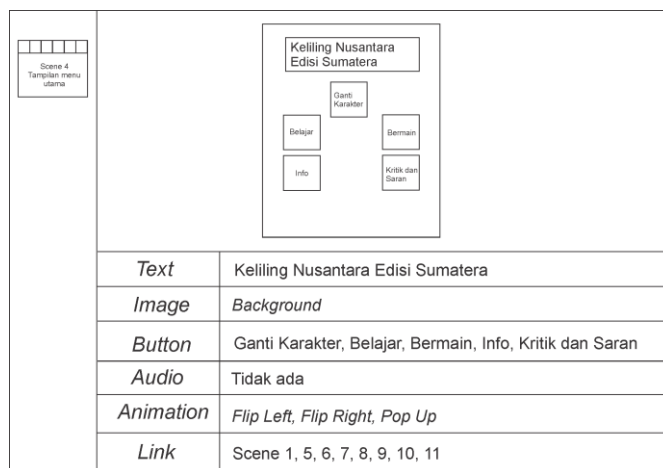 Scene 4
Tampilan menu
utama
Keliling Nusantara
Edisi Sumatera
Ganti
Karakter
Belajar
Bermain
Info
Kritik dan
Saran
Text Keliling Nusantara Edisi Sumatera
Image Background
Button Ganti Karakter, Belajar, Bermain, Info, Kritik dan Saran
Audio Tidak ada
Animation Flip Left, Flip Right, Pop Up
Link Scene 1, 5, 6, 7, 8, 9, 10, 11